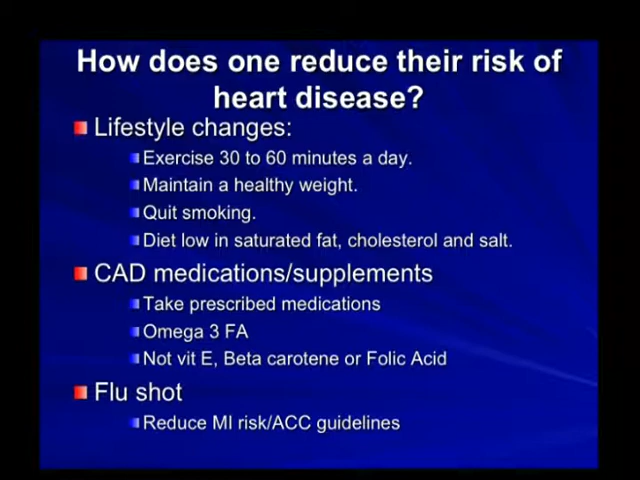 How does one reduce their risk of
heart disease?
Lifestyle changes:
Exercise 30 to 60 minutes a day.
Maintain a healthy weight.
Quit smoking.
Diet low in saturated fat, cholesterol and salt.
CAD medications/supplements
Take prescribed medications
Omega 3 FA
Not vit E, Beta carotene or Folic Acid
Flu shot
Reduce MI risk/ACC guidelines